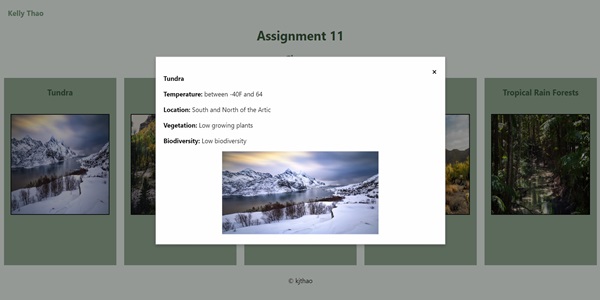 Kelly Thao
Assignment 11
Tundra
Tropical Rain Forests
×
Tundra
Temperature: between -40F and 64
Location: South and North of the Artic
Vegetation: Low growing plants
Biodiversity: Low biodiversity
© kjthao